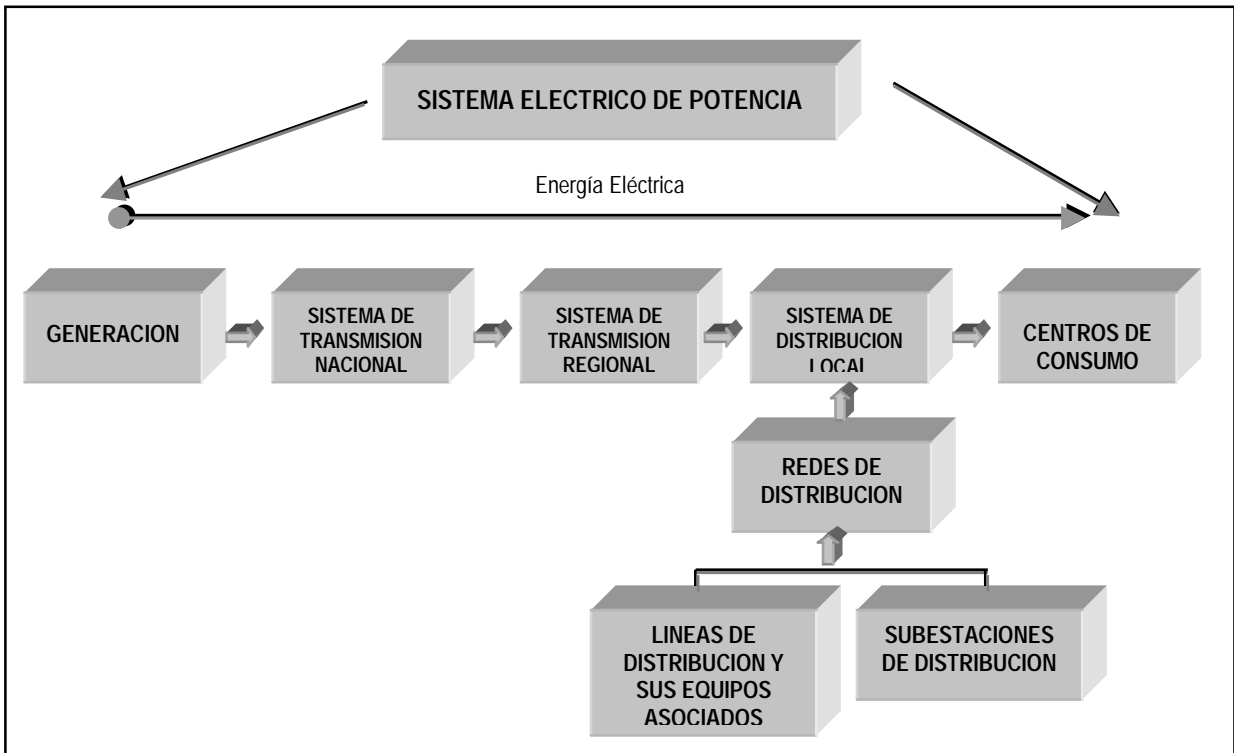 SISTEMA ELECTRICO DE POTENCIA
Energía Eléctrica
GENERACION
SISTEMA DE
TRANSMISION
NACIONAL
SISTEMA DE
TRANSMISION
REGIONAL
SISTEMA DE
DISTRIBUCION
LOCAL
CENTROS DE
CONSUMO
REDES DE
DISTRIBUCION
LINEAS DE
DISTRIBUCION Y
SUS EQUIPOS
ASOCIADOS
SUBESTACIONES
DE DISTRIBUCION